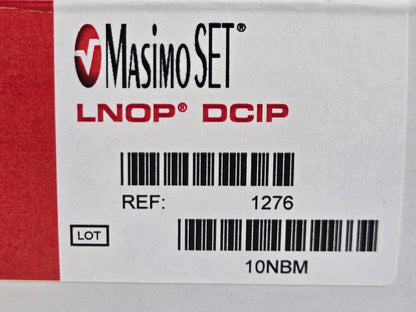 MASIMO SET®
LNOP® DCIP
REF: 1276
LOT
10NBM